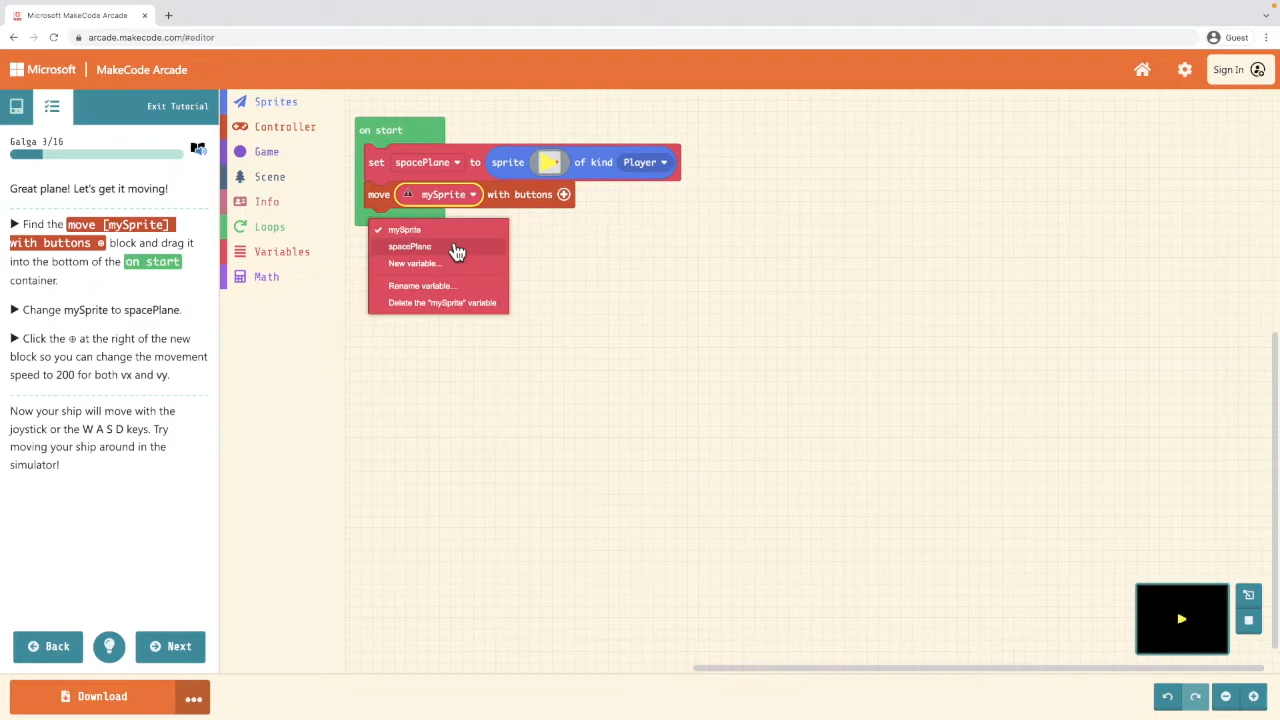 Microsoft MakeCode Arcade
arcade.makecode.com/#editor
Guest
Microsoft
MakeCode Arcade
Sign In
Exit Tutorial
Galga 3/16
Great plane! Let's get it moving!
Find the move [mySprite]
with buttons ⊕ block and drag it
into the bottom of the on start
container.
Change mySprite to spacePlane.
Click the ⊕ at the right of the new
block so you can change the movement
speed to 200 for both vx and vy.
Now your ship will move with the
joystick or the W A S D keys. Try
moving your ship around in the
simulator!
Back
Next
Download
Sprites
Controller
Game
Scene
Info
Loops
Variables
Math
on start
set spacePlane to sprite of kind Player
move mySprite with buttons
mySprite
spacePlane
New variable...
Rename variable...
Delete the "mySprite" variable